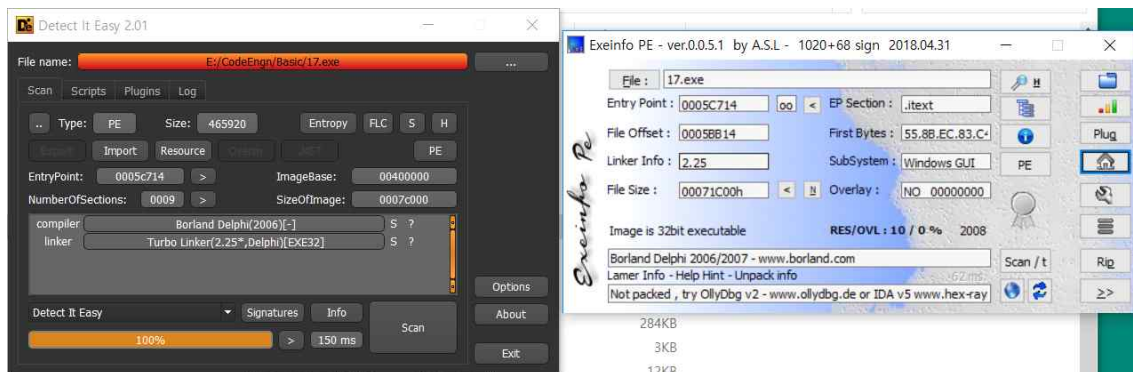 Detect It Easy 2.01
File name: E:/CodeEngn/Basic/17.exe ...
Scan Scripts Plugins Log
.. Type: PE Size: 465920 Entropy FLC S H
Import Resource PE
EntryPoint: 0005c714 > ImageBase: 00400000
NumberOfSections: 0009 > SizeOfImage: 0007c000
compiler Borland Delphi(2006)[-] S ?
linker Turbo Linker(2.25*,Delphi)[EXE32] S ?
Options
Detect It Easy Signatures Info Scan About
100% > 150 ms Exit
Exeinfo PE - ver.0.0.5.1 by A.S.L - 1020+68 sign 2018.04.31
Exeinfo Pe
File : 17.exe H
Entry Point : 0005C714 oo < EP Section : .itext
File Offset : 0005BB14 First Bytes : 55.8B.EC.83.C4 Plug
Linker Info : 2.25 SubSystem : Windows GUI PE
File Size : 00071C00h < N Overlay : NO 00000000
Image is 32bit executable RES/OVL : 10 / 0 % 2008
Borland Delphi 2006/2007 - www.borland.com Scan / t Rip
Lamer Info - Help Hint - Unpack info 62 ms.
Not packed , try OllyDbg v2 - www.ollydbg.de or IDA v5 www.hex-ray >>
284KB
3KB
12KB